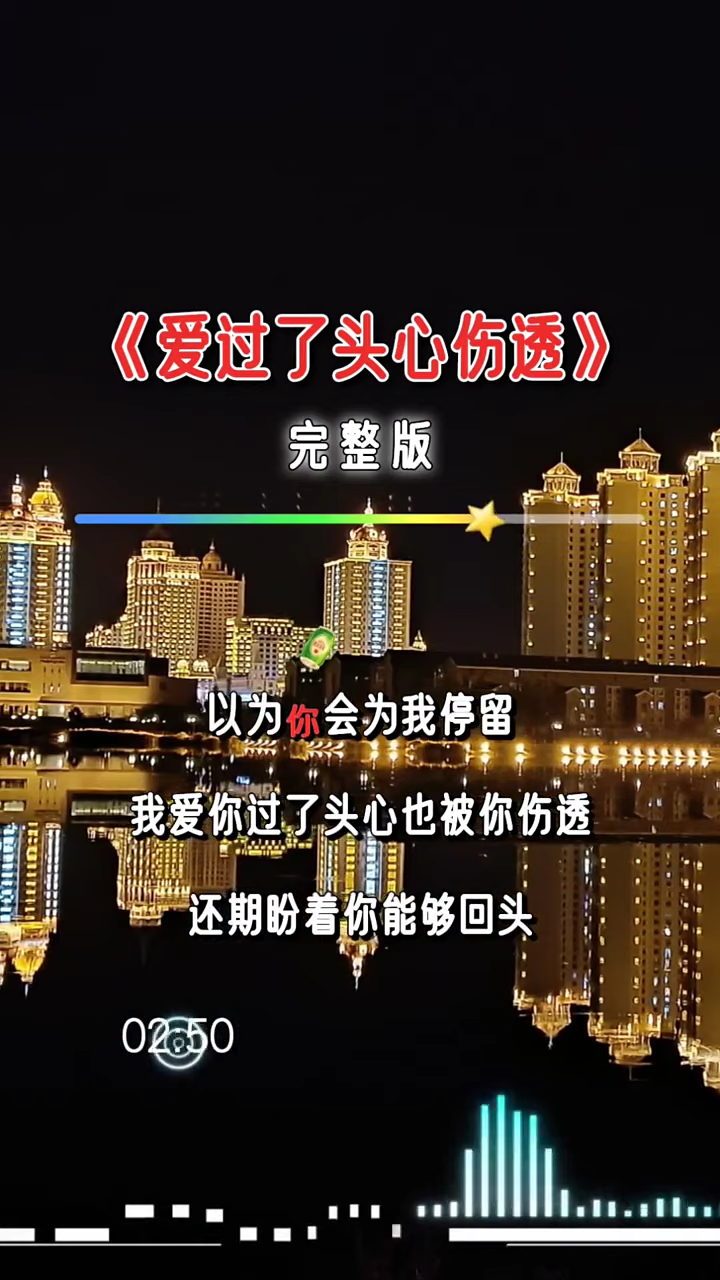 《爱过了头心伤透》
完整版
以为你会为我停留
我爱你过了头心也被你伤透
还期盼着你能够回头
02:50